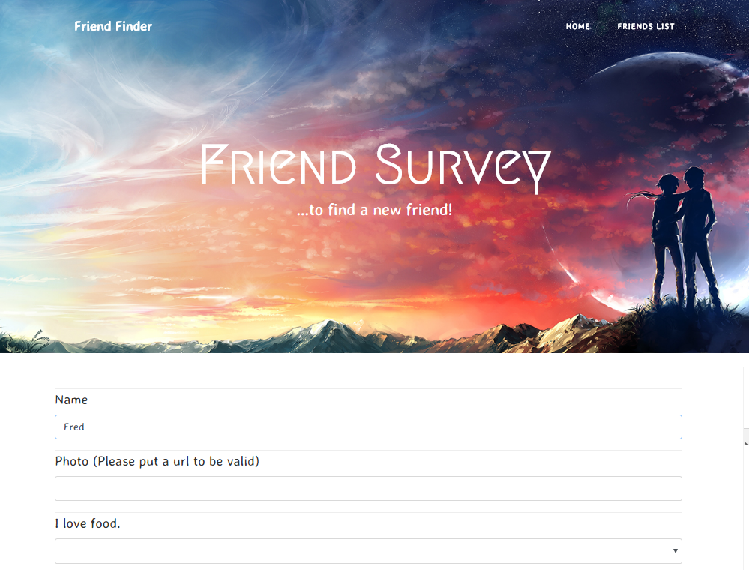 Friend Finder
HOME FRIENDS LIST
Friend Survey
...to find a new friend!
Name
Fred
Photo (Please put a url to be valid)
I love food.